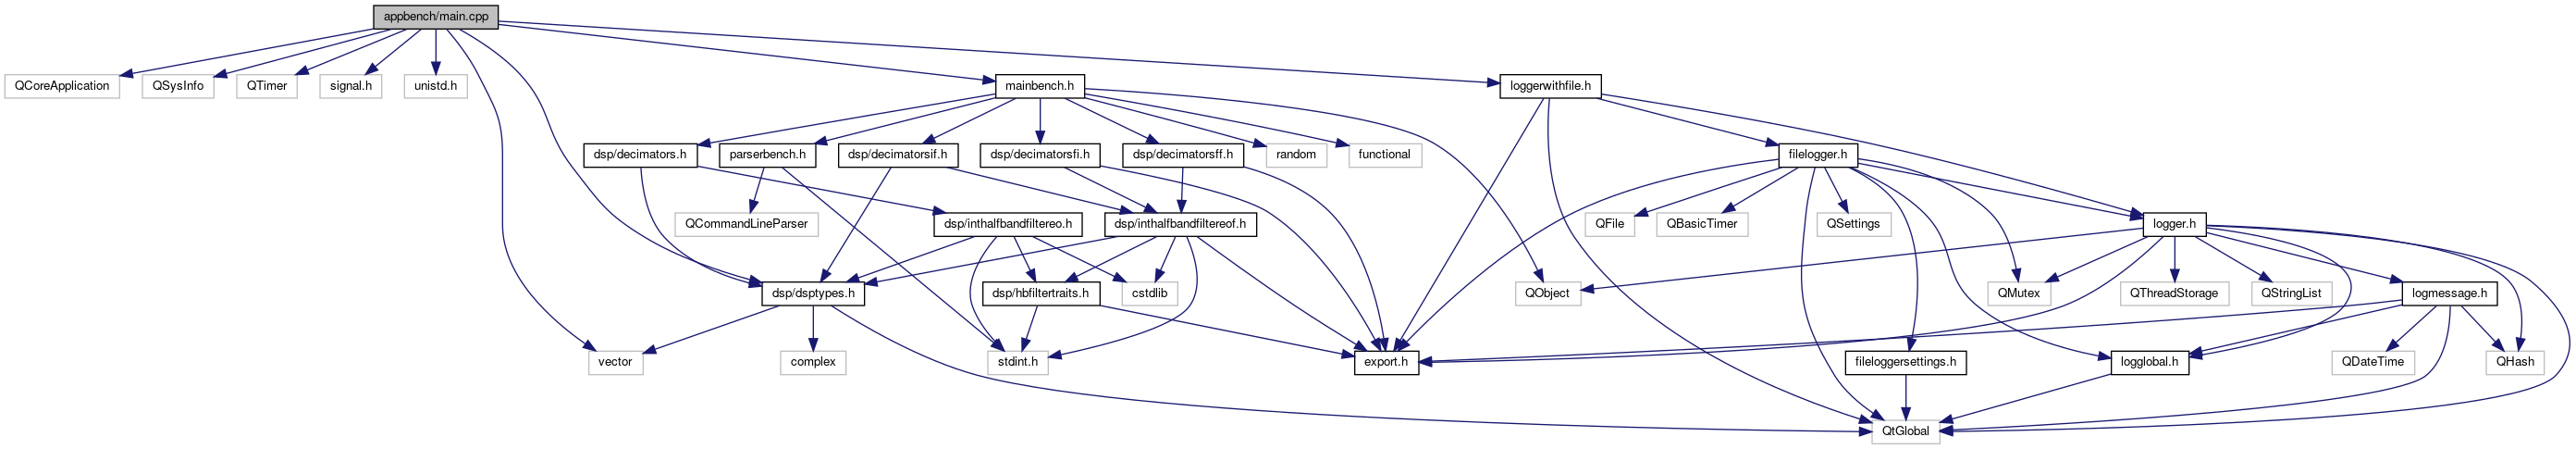 appbench/main.cpp
QCoreApplication
QSysInfo
QTimer
signal.h
unistd.h
mainbench.h
loggerwithfile.h
dsp/decimators.h
parserbench.h
dsp/decimatorsif.h
dsp/decimatorsfi.h
dsp/decimatorsff.h
random
functional
filelogger.h
QCommandLineParser
dsp/inthalfbandfiltereo.h
dsp/inthalfbandfiltereof.h
QFile
QBasicTimer
QSettings
logger.h
dsp/dsptypes.h
dsp/hbfiltertraits.h
cstdlib
QObject
QMutex
QThreadStorage
QStringList
logmessage.h
vector
complex
stdint.h
export.h
fileloggersettings.h
logglobal.h
QDateTime
QHash
QtGlobal